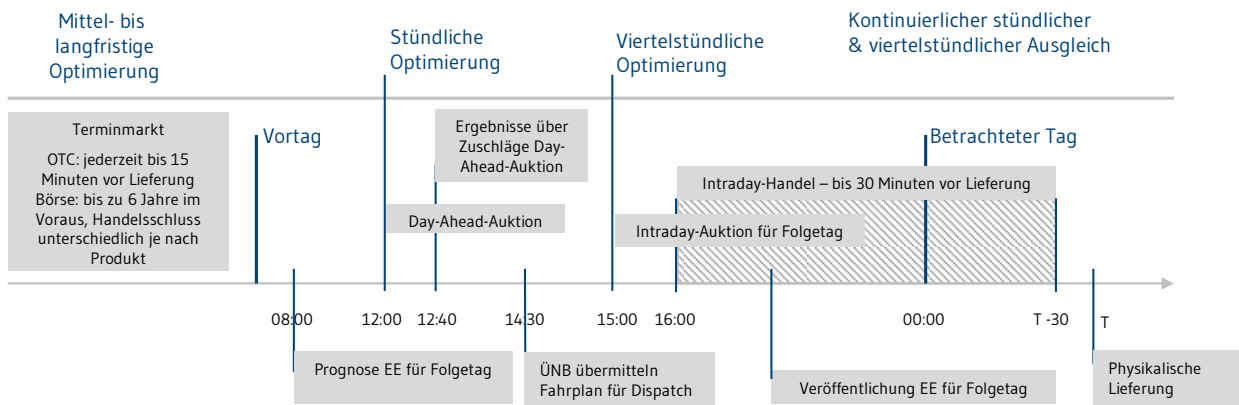 Mittel- bis
langfristige
Optimierung
Stündliche
Optimierung
Viertelstündliche
Optimierung
Kontinuierlicher stündlicher
& viertelstündlicher Ausgleich
Terminmarkt
OTC: jederzeit bis 15
Minuten vor Lieferung
Börse: bis zu 6 Jahre im
Voraus, Handelsschluss
unterschiedlich je nach
Produkt
Vortag
Ergebnisse über
Zuschläge Day-
Ahead-Auktion
Day-Ahead-Auktion
Betrachteter Tag
Intraday-Handel – bis 30 Minuten vor Lieferung
Intraday-Auktion für Folgetag
08:00
12:00
12:40
14:30
15:00
16:00
00:00
T -30
T
Prognose EE für Folgetag
ÜNB übermitteln
Fahrplan für Dispatch
Veröffentlichung EE für Folgetag
Physikalische
Lieferung